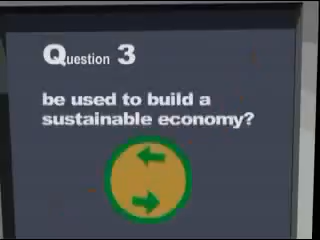 Question 3
be used to build a
sustainable economy?